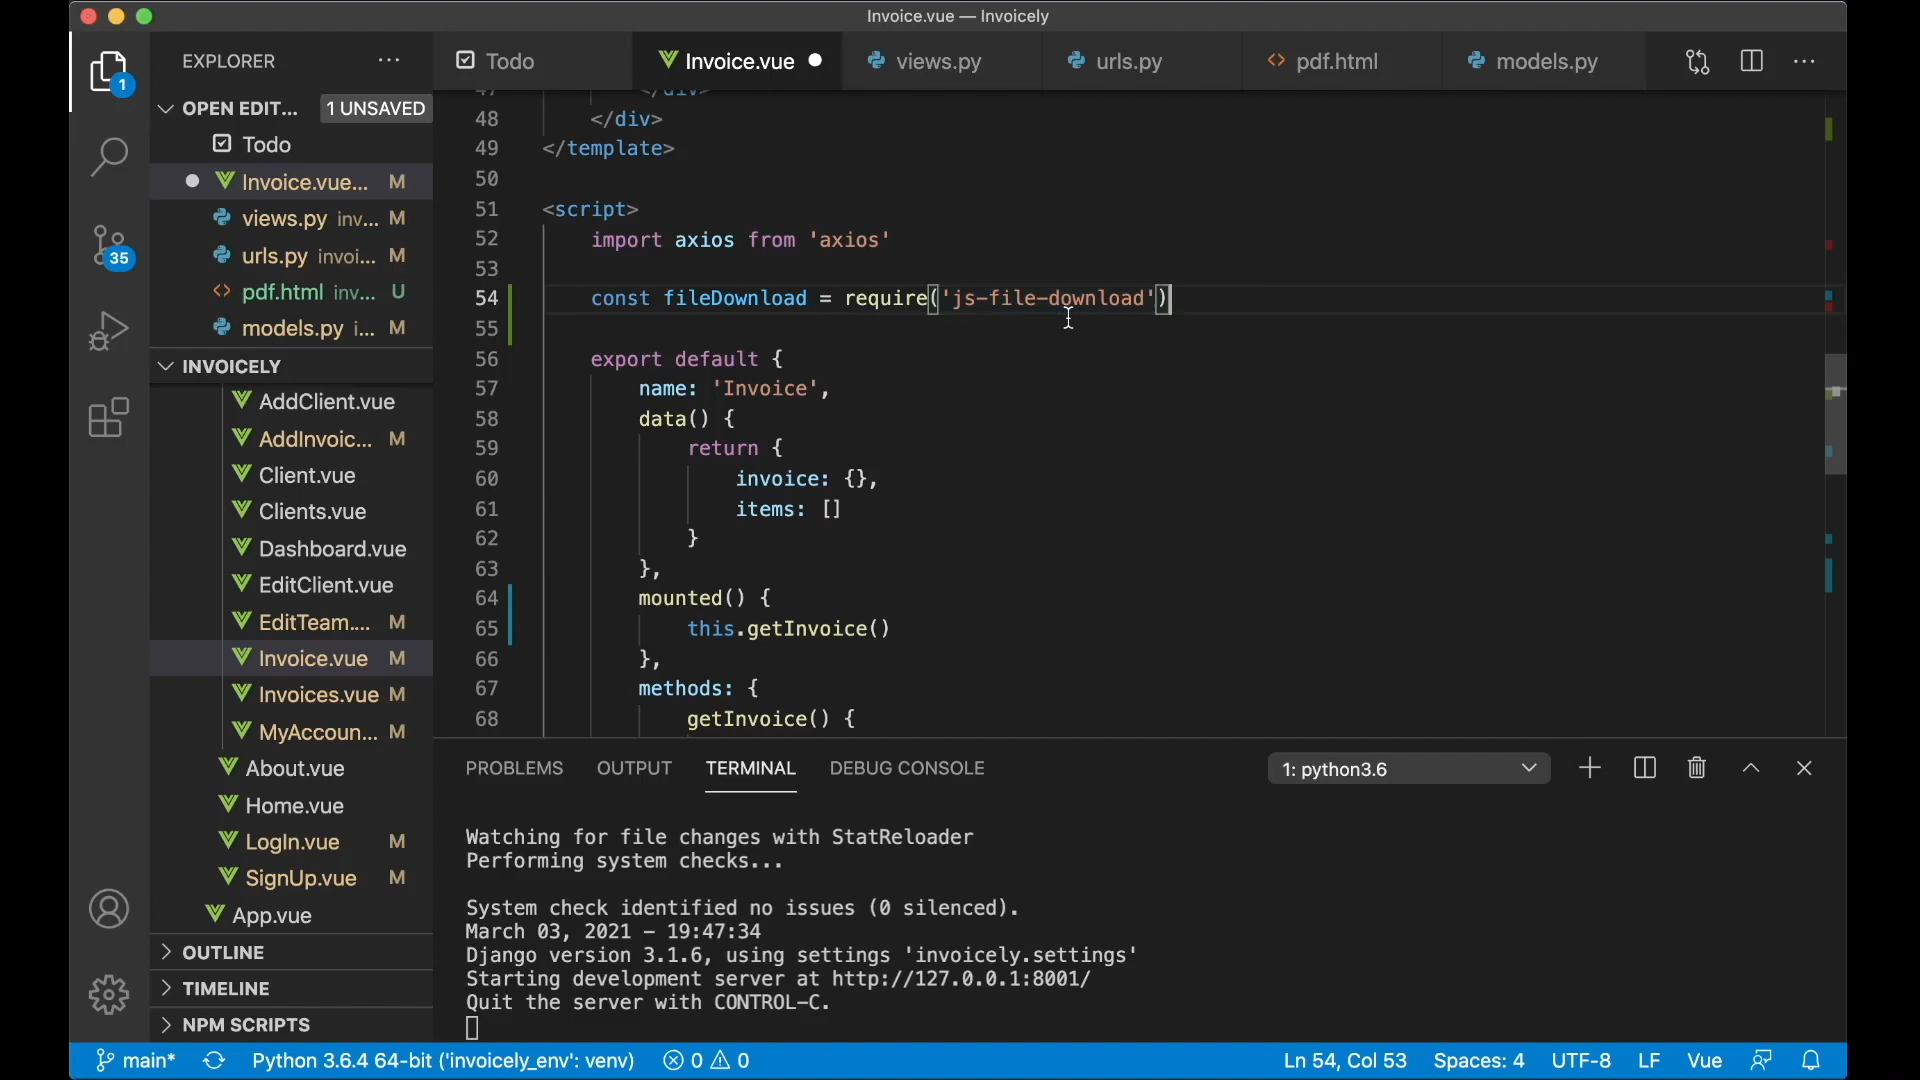 Invoice.vue — Invoicely
EXPLORER
Todo
Invoice.vue
views.py
urls.py
pdf.html
models.py
1
OPEN EDIT...
1 UNSAVED
Todo
Invoice.vue... M
views.py inv... M
urls.py invoi... M
pdf.html inv... U
models.py i... M
35
INVOICELY
AddClient.vue
AddInvoic... M
Client.vue
Clients.vue
Dashboard.vue
EditClient.vue
EditTeam.... M
Invoice.vue M
Invoices.vue M
MyAccoun... M
About.vue
Home.vue
LogIn.vue M
SignUp.vue M
App.vue
OUTLINE
TIMELINE
NPM SCRIPTS
47 </div>
48 </div>
49 </template>
50
51 <script>
52 import axios from 'axios'
53
54 const fileDownload = require('js-file-download')
55
56 export default {
57 name: 'Invoice',
58 data() {
59 return {
60 invoice: {},
61 items: []
62 }
63 },
64 mounted() {
65 this.getInvoice()
66 },
67 methods: {
68 getInvoice() {
PROBLEMS OUTPUT TERMINAL DEBUG CONSOLE
1: python3.6
Watching for file changes with StatReloader
Performing system checks...
System check identified no issues (0 silenced).
March 03, 2021 - 19:47:34
Django version 3.1.6, using settings 'invoicely.settings'
Starting development server at http://127.0.0.1:8001/
Quit the server with CONTROL-C.
main*
Python 3.6.4 64-bit ('invoicely_env': venv)
0 0
Ln 54, Col 53
Spaces: 4
UTF-8
LF
Vue